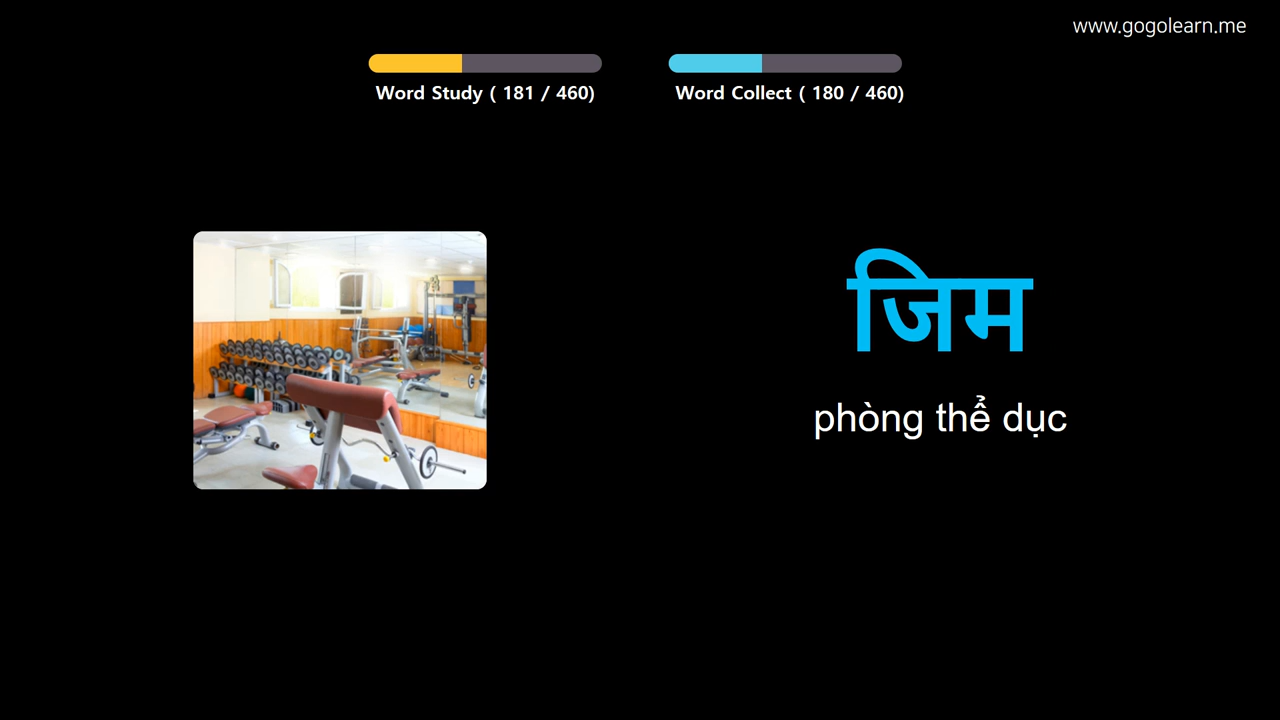 www.gogolearn.me
Word Study ( 181 / 460)
Word Collect ( 180 / 460)
जिम
phòng thể dục